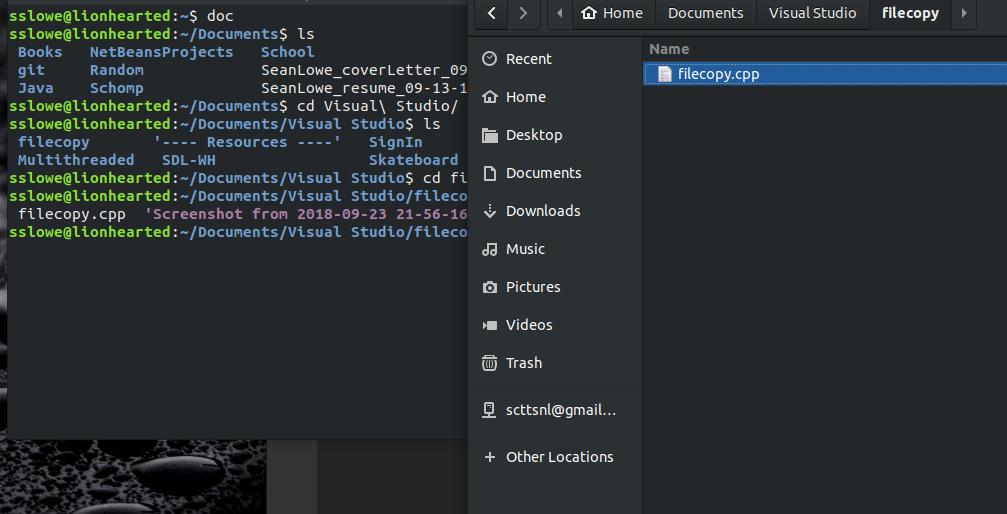 sslowe@lionhearted:~$ doc
sslowe@lionhearted:~/Documents$ ls
Books NetBeansProjects School
git Random SeanLowe_coverLetter_09
Java Schomp SeanLowe_resume_09-13-1
sslowe@lionhearted:~/Documents$ cd Visual\ Studio/
sslowe@lionhearted:~/Documents/Visual Studio$ ls
filecopy '---- Resources ----' SignIn
Multithreaded SDL-WH Skateboard
sslowe@lionhearted:~/Documents/Visual Studio$ cd fi
sslowe@lionhearted:~/Documents/Visual Studio/fileco
filecopy.cpp 'Screenshot from 2018-09-23 21-56-16
sslowe@lionhearted:~/Documents/Visual Studio/fileco
Home Documents Visual Studio filecopy
Name
filecopy.cpp
Recent
Home
Desktop
Documents
Downloads
Music
Pictures
Videos
Trash
scttsnl@gmail...
+ Other Locations